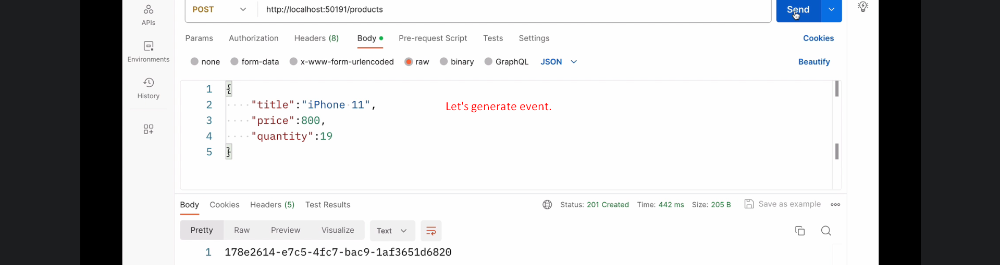 POST http://localhost:50191/products Send
APIs
Params Authorization Headers (8) Body Pre-request Script Tests Settings Cookies
Environments
none form-data x-www-form-urlencoded raw binary GraphQL JSON Beautify
History
1 {
2 "title":"iPhone 11",
Let's generate event.
3 "price":800,
4 "quantity":19
5 }
Body Cookies Headers (5) Test Results Status: 201 Created Time: 442 ms Size: 205 B Save as example
Pretty Raw Preview Visualize Text
1 178e2614-e7c5-4fc7-bac9-1af3651d6820